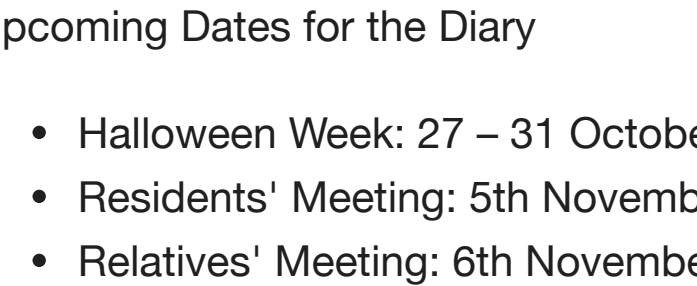 pcoming Dates for the Diary
• Halloween Week: 27 – 31 Octobe
• Residents' Meeting: 5th Novemb
• Relatives' Meeting: 6th Novembe